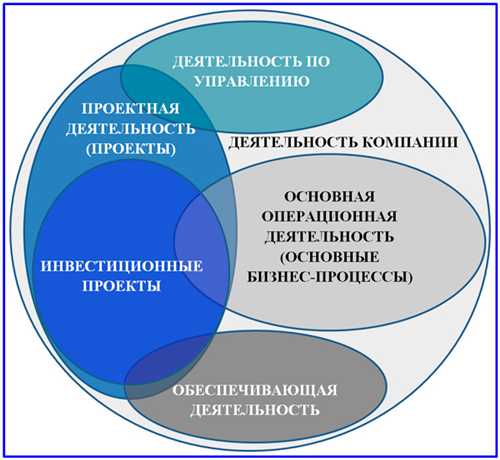 ДЕЯТЕЛЬНОСТЬ ПО
УПРАВЛЕНИЮ
ПРОЕКТНАЯ
ДЕЯТЕЛЬНОСТЬ
(ПРОЕКТЫ)
ДЕЯТЕЛЬНОСТЬ КОМПАНИИ
ОСНОВНАЯ
ОПЕРАЦИОННАЯ
ДЕЯТЕЛЬНОСТЬ
(ОСНОВНЫЕ
БИЗНЕС-ПРОЦЕССЫ)
ИНВЕСТИЦИОННЫЕ
ПРОЕКТЫ
ОБЕСПЕЧИВАЮЩАЯ
ДЕЯТЕЛЬНОСТЬ